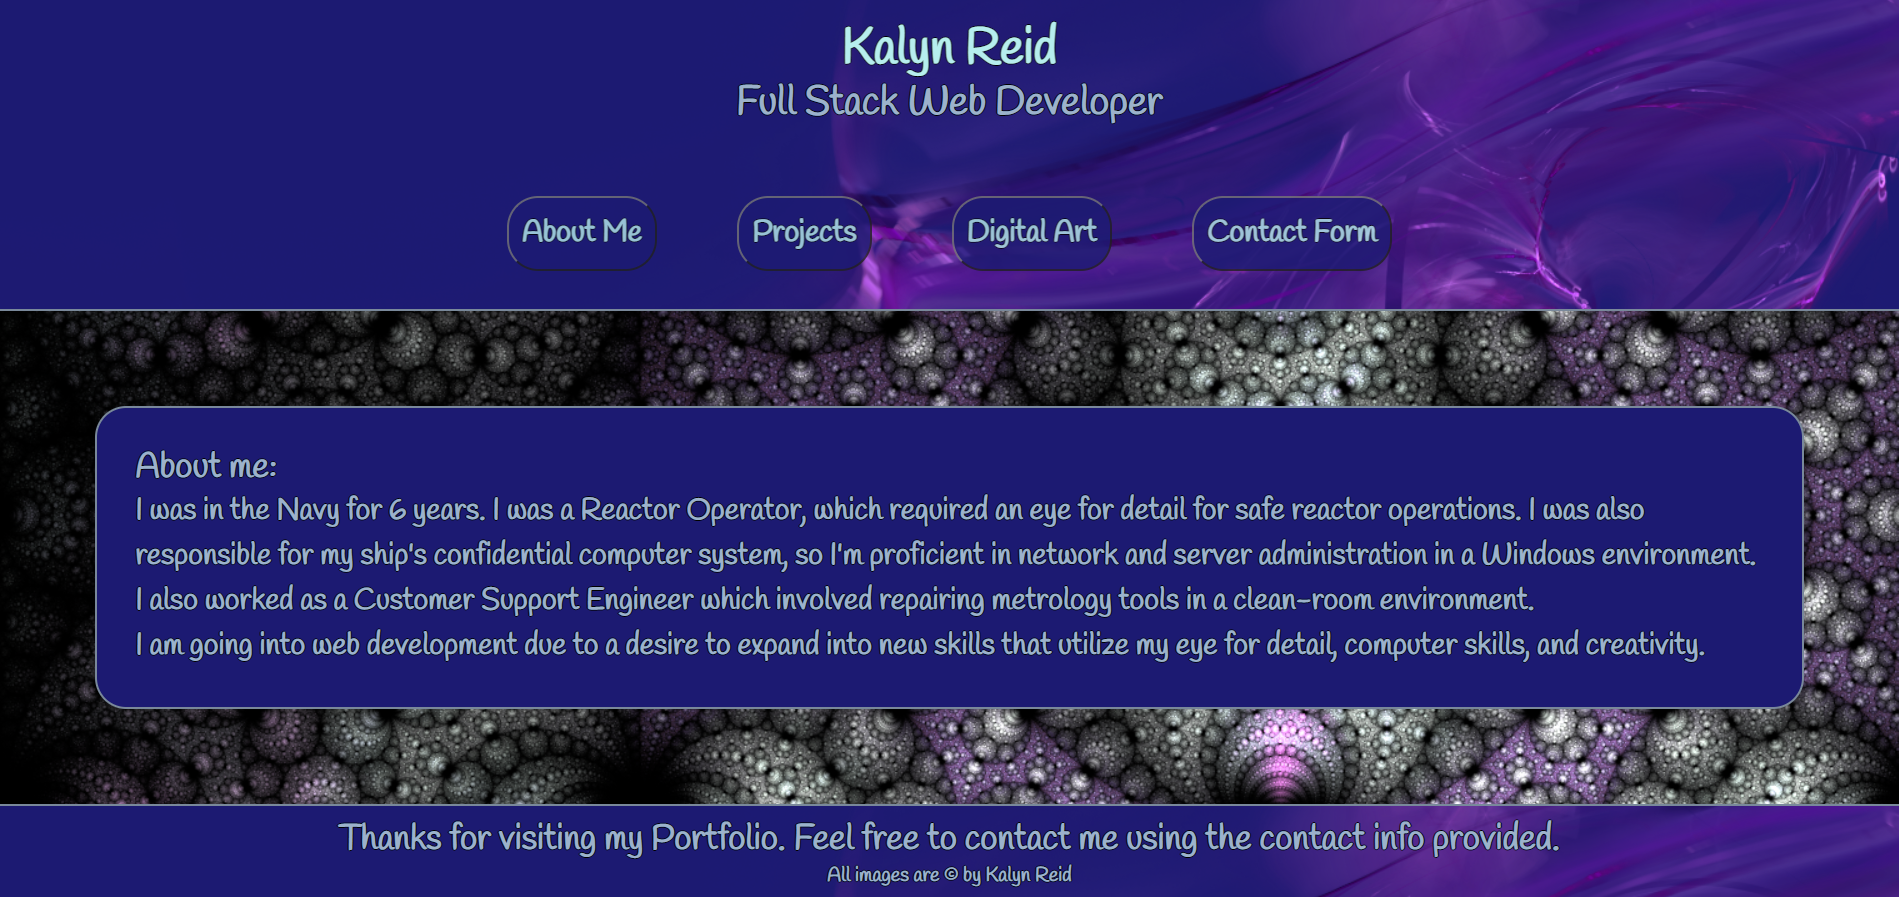 Kalyn Reid
Full Stack Web Developer
About Me
Projects
Digital Art
Contact Form
About me:
I was in the Navy for 6 years. I was a Reactor Operator, which required an eye for detail for safe reactor operations. I was also
responsible for my ship's confidential computer system, so I'm proficient in network and server administration in a Windows environment.
I also worked as a Customer Support Engineer which involved repairing metrology tools in a clean-room environment.
I am going into web development due to a desire to expand into new skills that utilize my eye for detail, computer skills, and creativity.
Thanks for visiting my Portfolio. Feel free to contact me using the contact info provided.
All images are © by Kalyn Reid